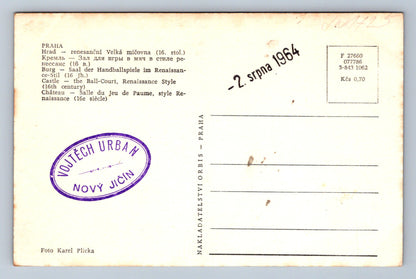 PRAHA
Hrad — renesanční Velká míčovna (16. stol.)
Кремль — Зал для игры в мяч в стиле ре-
нессанс (16 в.)
Burg — Saal der Handballspiele im Renaissan-
ce-Stil (16 Jh.)
Castle — the Ball-Court, Renaissance Style
(16th century)
Château — Salle du Jeu de Paume, style Re-
naissance (16e siècle)
-2. srpna 1964
F 27600
077786
S-843 1062
Kčs 0,70
VOJTĚCH URBAN
NOVÝ JIČÍN
NAKLADATELSTVÍ ORBIS — PRAHA
Foto Karel Plicka